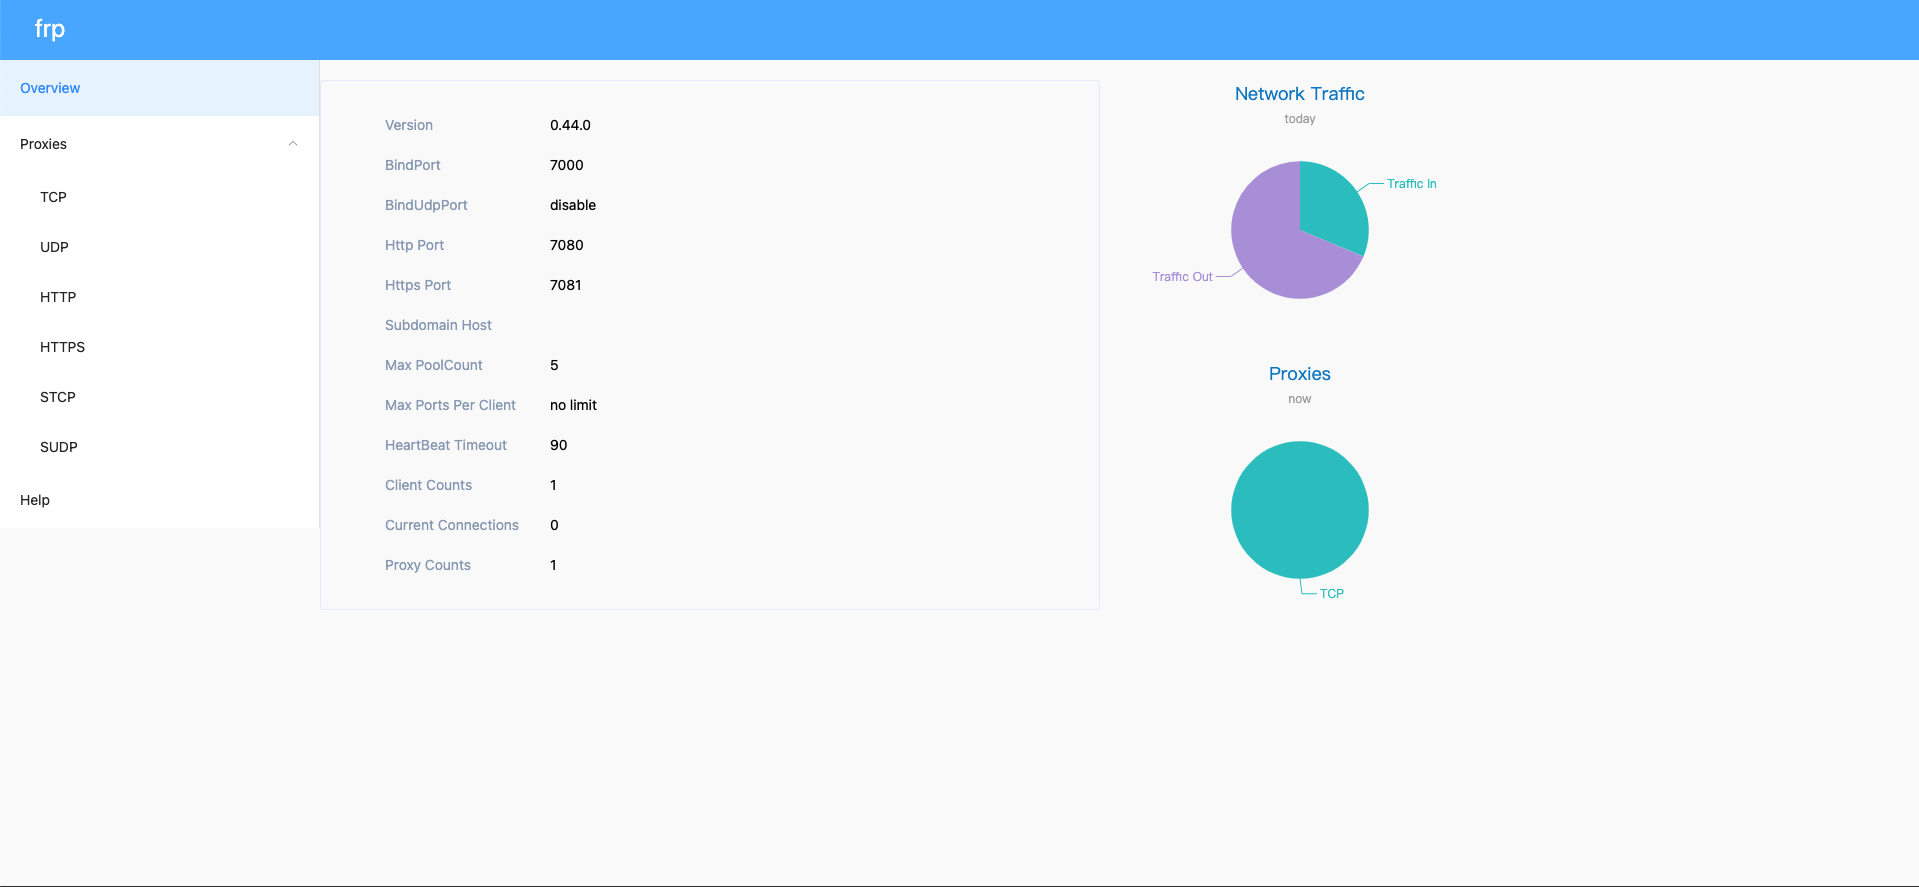 frp
Overview
Proxies
TCP
UDP
HTTP
HTTPS
STCP
SUDP
Help
Version 0.44.0
BindPort 7000
BindUdpPort disable
Http Port 7080
Https Port 7081
Subdomain Host
Max PoolCount 5
Max Ports Per Client no limit
HeartBeat Timeout 90
Client Counts 1
Current Connections 0
Proxy Counts 1
Network Traffic
today
Traffic In
Traffic Out
Proxies
now
TCP